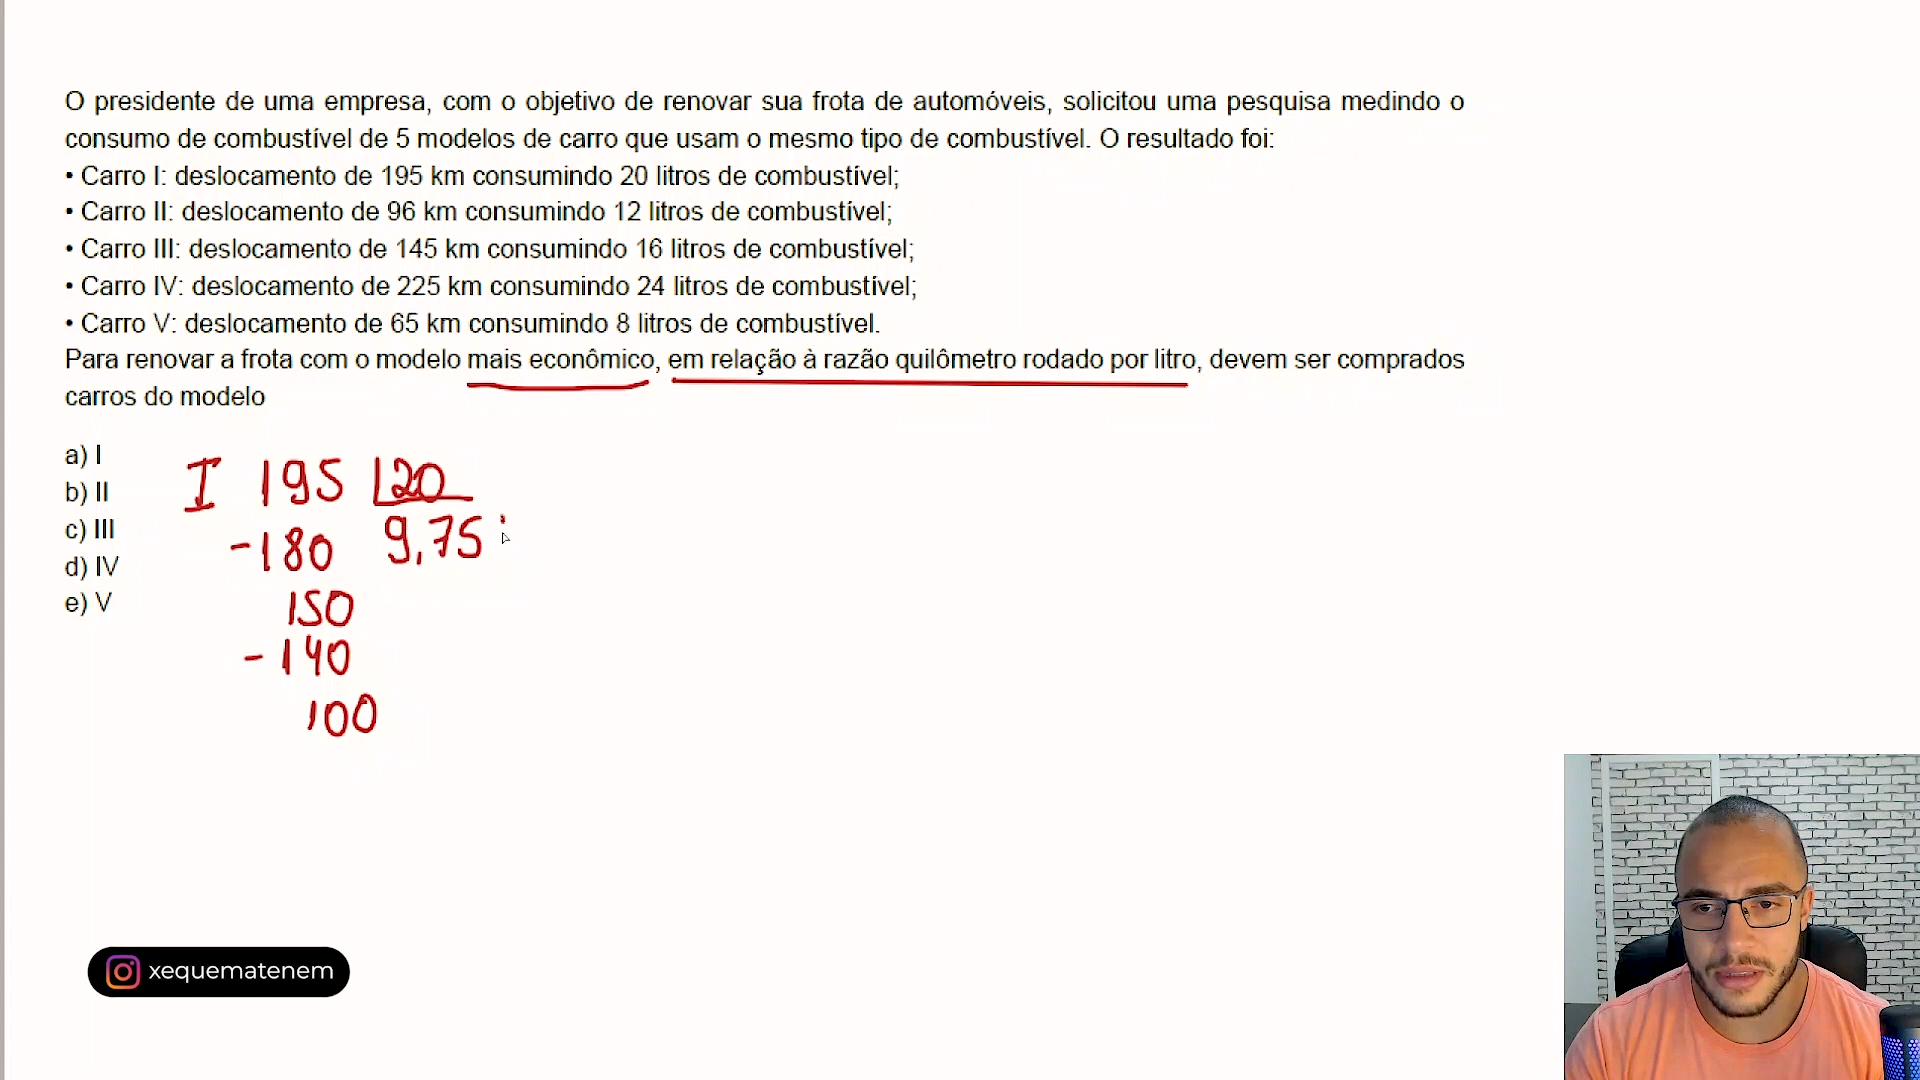 O presidente de uma empresa, com o objetivo de renovar sua frota de automóveis, solicitou uma pesquisa medindo o
consumo de combustível de 5 modelos de carro que usam o mesmo tipo de combustível. O resultado foi:
• Carro I: deslocamento de 195 km consumindo 20 litros de combustível;
• Carro II: deslocamento de 96 km consumindo 12 litros de combustível;
• Carro III: deslocamento de 145 km consumindo 16 litros de combustível;
• Carro IV: deslocamento de 225 km consumindo 24 litros de combustível;
• Carro V: deslocamento de 65 km consumindo 8 litros de combustível.
Para renovar a frota com o modelo mais econômico, em relação à razão quilômetro rodado por litro, devem ser comprados
carros do modelo
a) I
b) II
c) III
d) IV
e) V
I 195 20
-180 9,75
150
-140
100
xequematenem